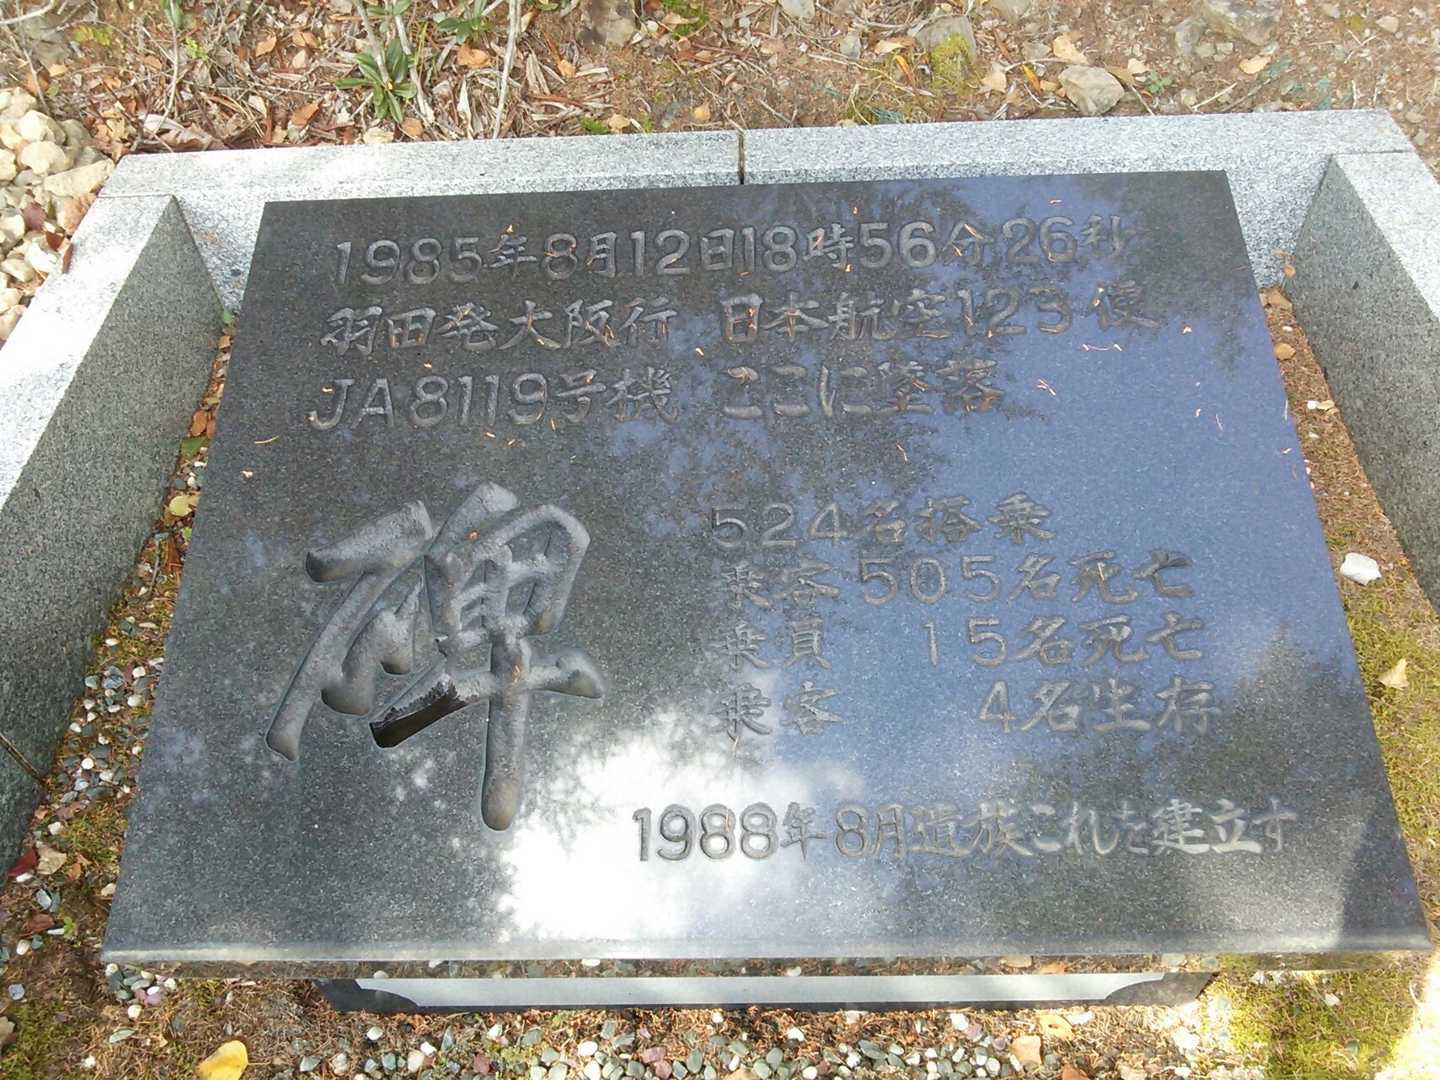 1985年8月12日18時56分26秒
羽田発大阪行 日本航空123便
JA8119号機 ここに墜落
碑
524名搭乗
乗客505名死亡
乗員 15名死亡
乗客 4名生存
1988年8月遺族これを建立す